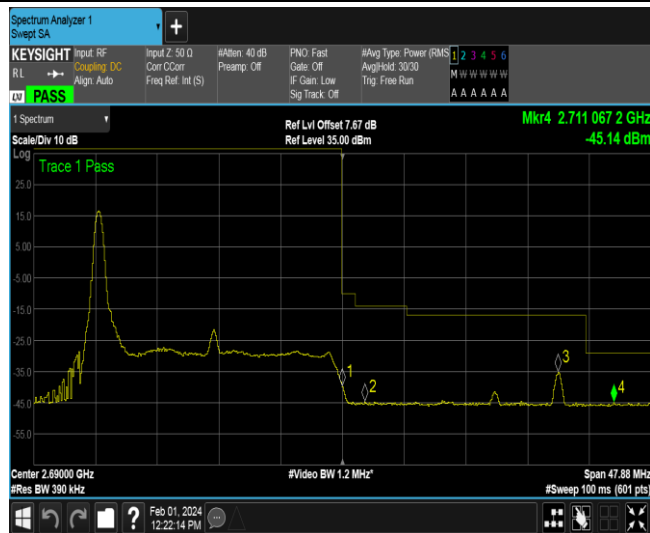 Spectrum Analyzer 1
Swept SA
+
KEYSIGHT
RL
LXI PASS
Input: RF
Coupling: DC
Align: Auto
Input Z: 50 Ω
Corr CCorr
Freq Ref: Int (S)
#Atten: 40 dB
Preamp: Off
PNO: Fast
Gate: Off
IF Gain: Low
Sig Track: Off
#Avg Type: Power (RMS
Avg|Hold: 30/30
Trig: Free Run
1 2 3 4 5 6
M W W W W W
A A A A A A
1 Spectrum
Scale/Div 10 dB
Ref Lvl Offset 7.67 dB
Ref Level 35.00 dBm
Mkr4 2.711 067 2 GHz
-45.14 dBm
Log
Trace 1 Pass
25.0
15.0
5.00
-5.00
-15.0
-25.0
-35.0
-45.0
-55.0
1
2
3
4
Center 2.69000 GHz
#Res BW 390 kHz
#Video BW 1.2 MHz*
Span 47.88 MHz
#Sweep 100 ms (601 pts)
?
Feb 01, 2024
12:22:14 PM